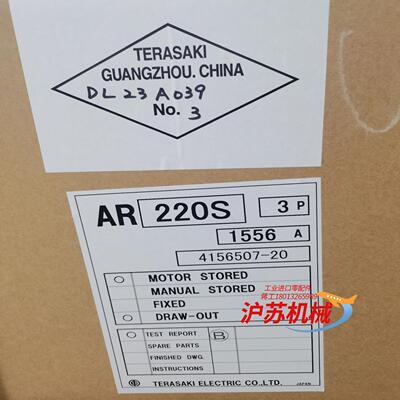 TERASAKI
GUANGZHOU. CHINA
DL 23 A039
No. 3
AR 220S 3 P
1556 A
4156507-20
MOTOR STORED
MANUAL STORED
FIXED
DRAW-OUT
TEST REPORT B
SPARE PARTS
FINISHED DWG.
INSTRUCTIONS
TERASAKI ELECTRIC CO.,LTD. JAPAN
工业进口零配件
沪苏机械